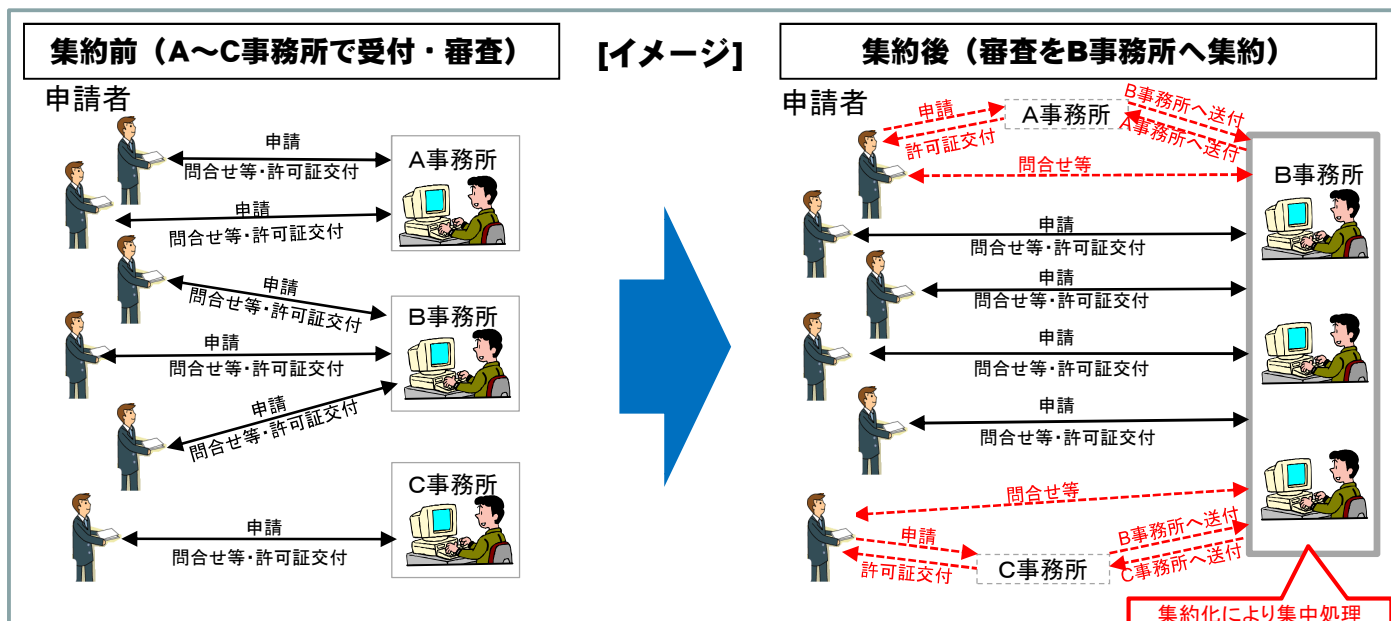 集約前（A～C事務所で受付・審査）
[イメージ]
集約後（審査をB事務所へ集約）
申請者
申請
問合せ等・許可証交付
A事務所
申請
問合せ等・許可証交付
申請
問合せ等・許可証交付
B事務所
申請
問合せ等・許可証交付
申請
問合せ等・許可証交付
C事務所
申請
問合せ等・許可証交付
申請者
申請
許可証交付
A事務所
B事務所へ送付
A事務所へ送付
問合せ等
B事務所
申請
問合せ等・許可証交付
申請
問合せ等・許可証交付
申請
問合せ等・許可証交付
申請
問合せ等・許可証交付
問合せ等
申請
許可証交付
C事務所
B事務所へ送付
C事務所へ送付
集約化により集中処理